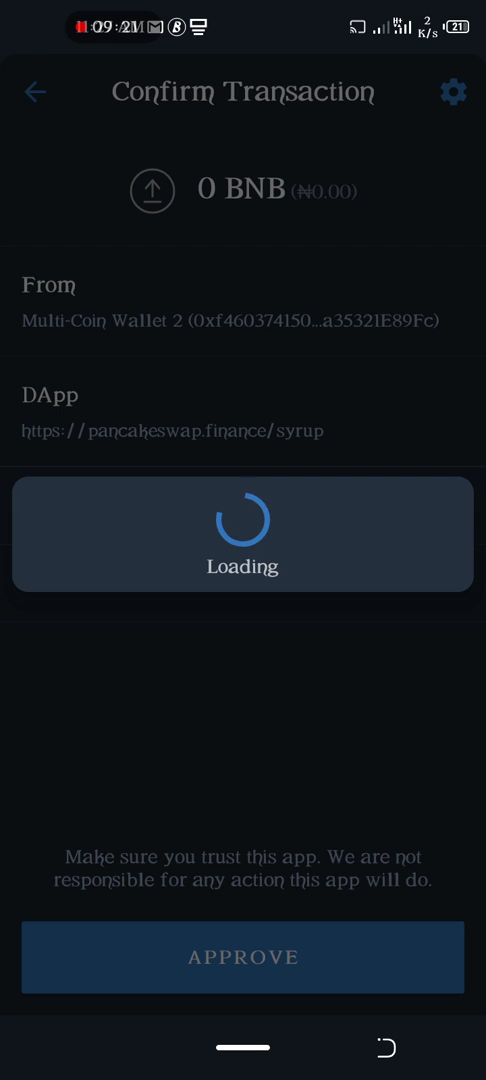 09:21
2
K/s
21
Confirm Transaction
0 BNB (₦0.00)
From
Multi-Coin Wallet 2 (0xf460374150...a35321E89Fc)
DApp
https://pancakeswap.finance/syrup
Loading
Make sure you trust this app. We are not
responsible for any action this app will do.
APPROVE